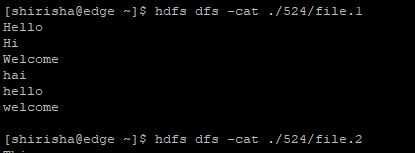 [shirisha@edge ~]$ hdfs dfs -cat ./524/file.1
Hello
Hi
Welcome
hai
hello
welcome
[shirisha@edge ~]$ hdfs dfs -cat ./524/file.2